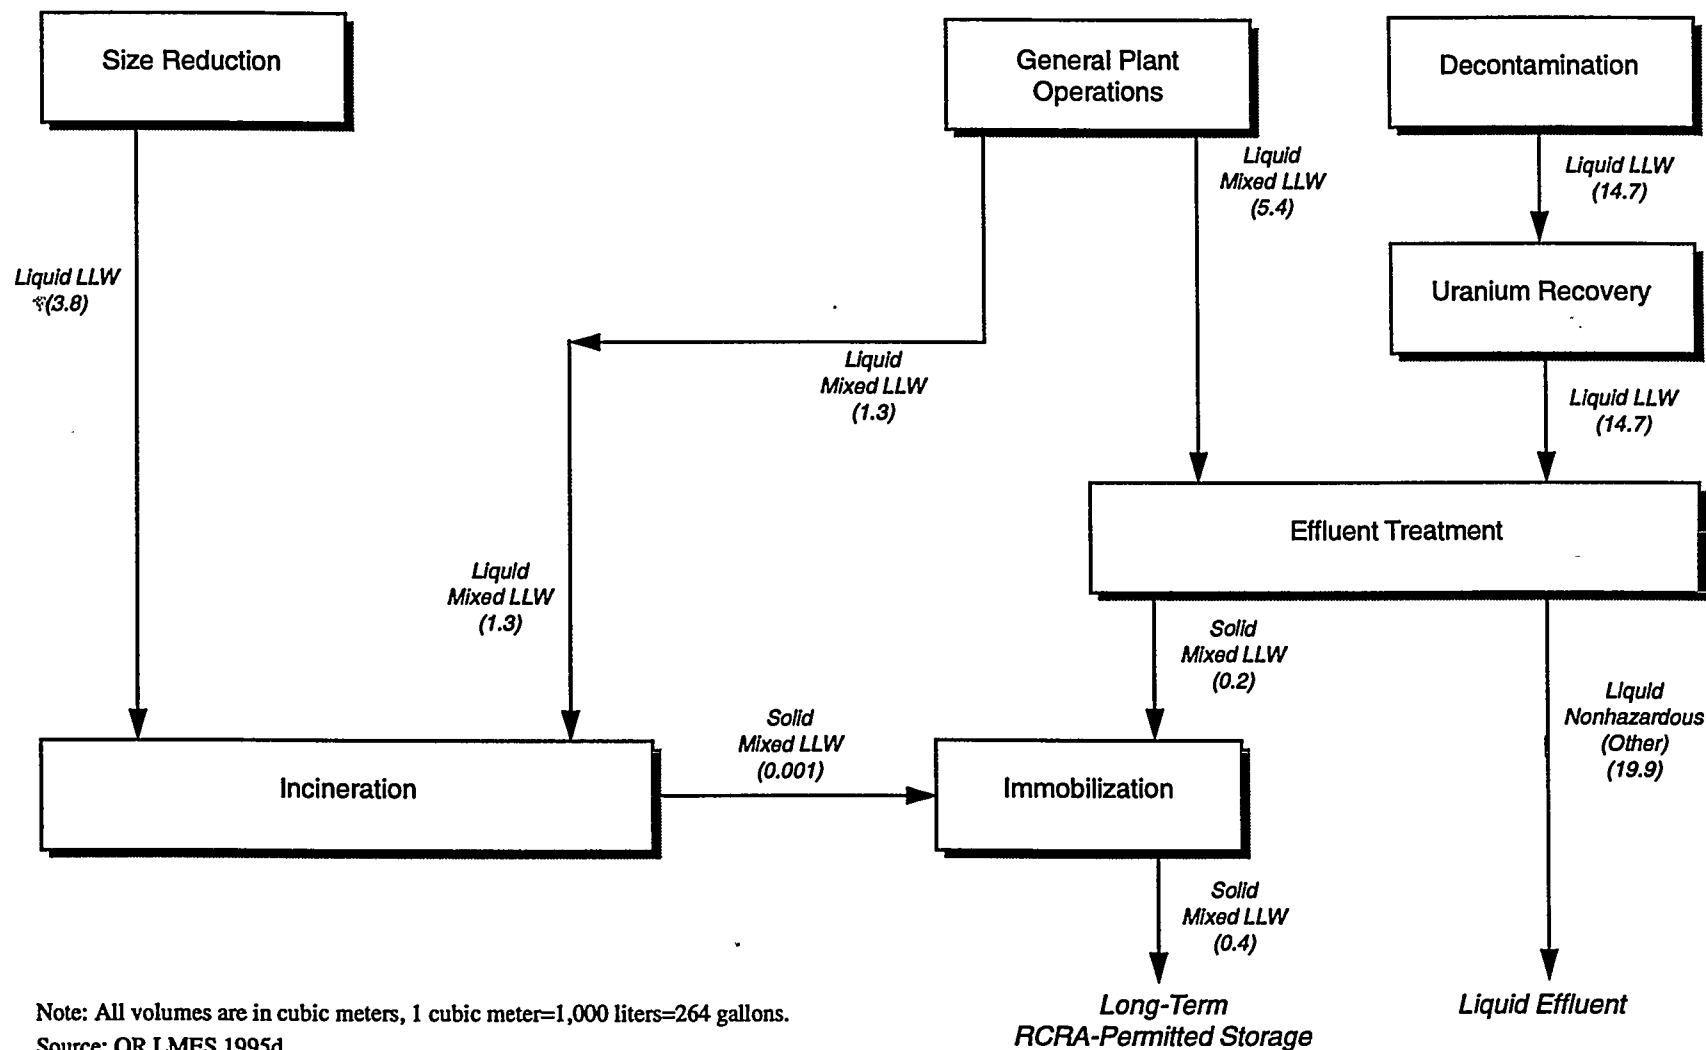 Size Reduction
General Plant
Operations
Decontamination
Liquid
Mixed LLW
(5.4)
Liquid LLW
(14.7)
Liquid LLW
(3.8)
Uranium Recovery
Liquid
Mixed LLW
(1.3)
Liquid LLW
(14.7)
Effluent Treatment
Liquid
Mixed LLW
(1.3)
Solid
Mixed LLW
(0.2)
Liquid
Nonhazardous
(Other)
(19.9)
Solid
Mixed LLW
(0.001)
Incineration
Immobilization
Solid
Mixed LLW
(0.4)
Long-Term
RCRA-Permitted Storage
Liquid Effluent
Note: All volumes are in cubic meters, 1 cubic meter=1,000 liters=264 gallons.
Source: OR LMES 1995d